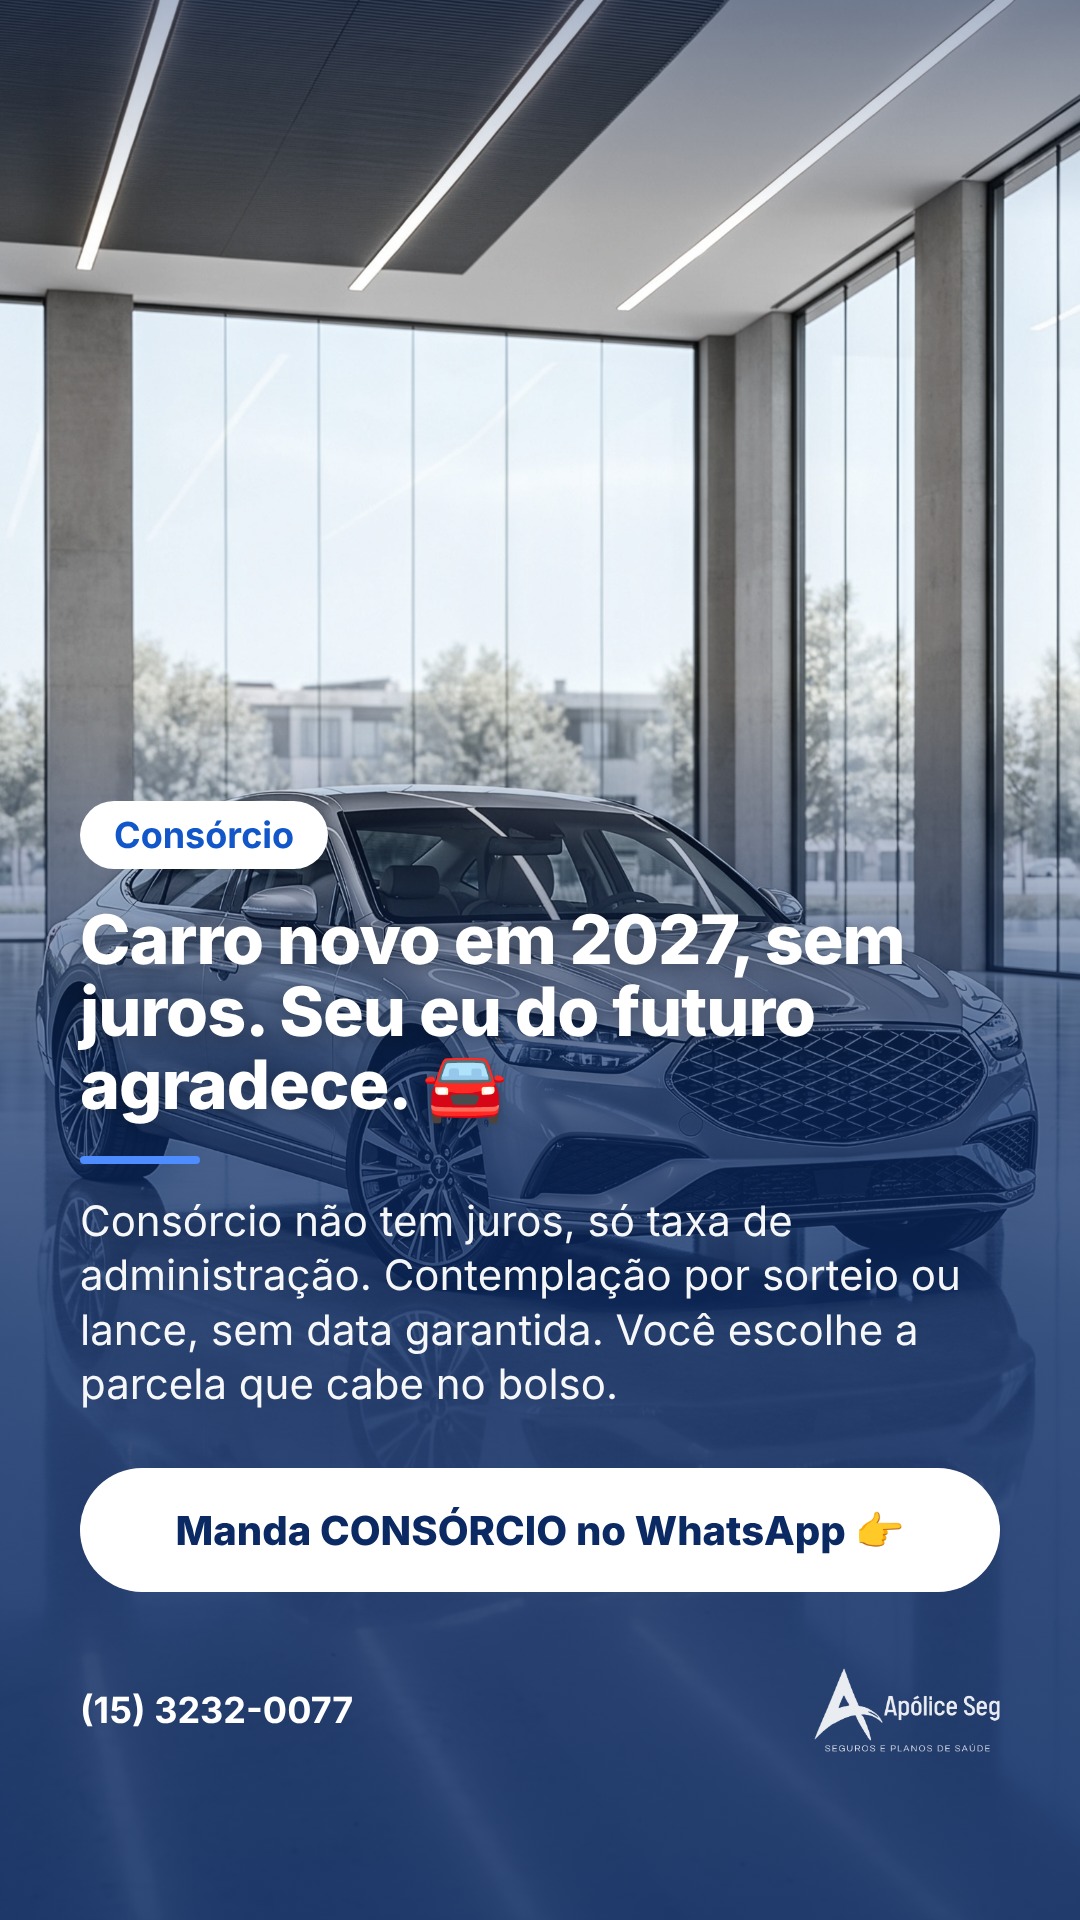 Consórcio
Carro novo em 2027, sem
juros. Seu eu do futuro
agradece. 🚘
Consórcio não tem juros, só taxa de
administração. Contemplação por sorteio ou
lance, sem data garantida. Você escolhe a
parcela que cabe no bolso.
Manda CONSÓRCIO no WhatsApp 👉
(15) 3232-0077
Apólice Seg
SEGUROS E PLANOS DE SAÚDE